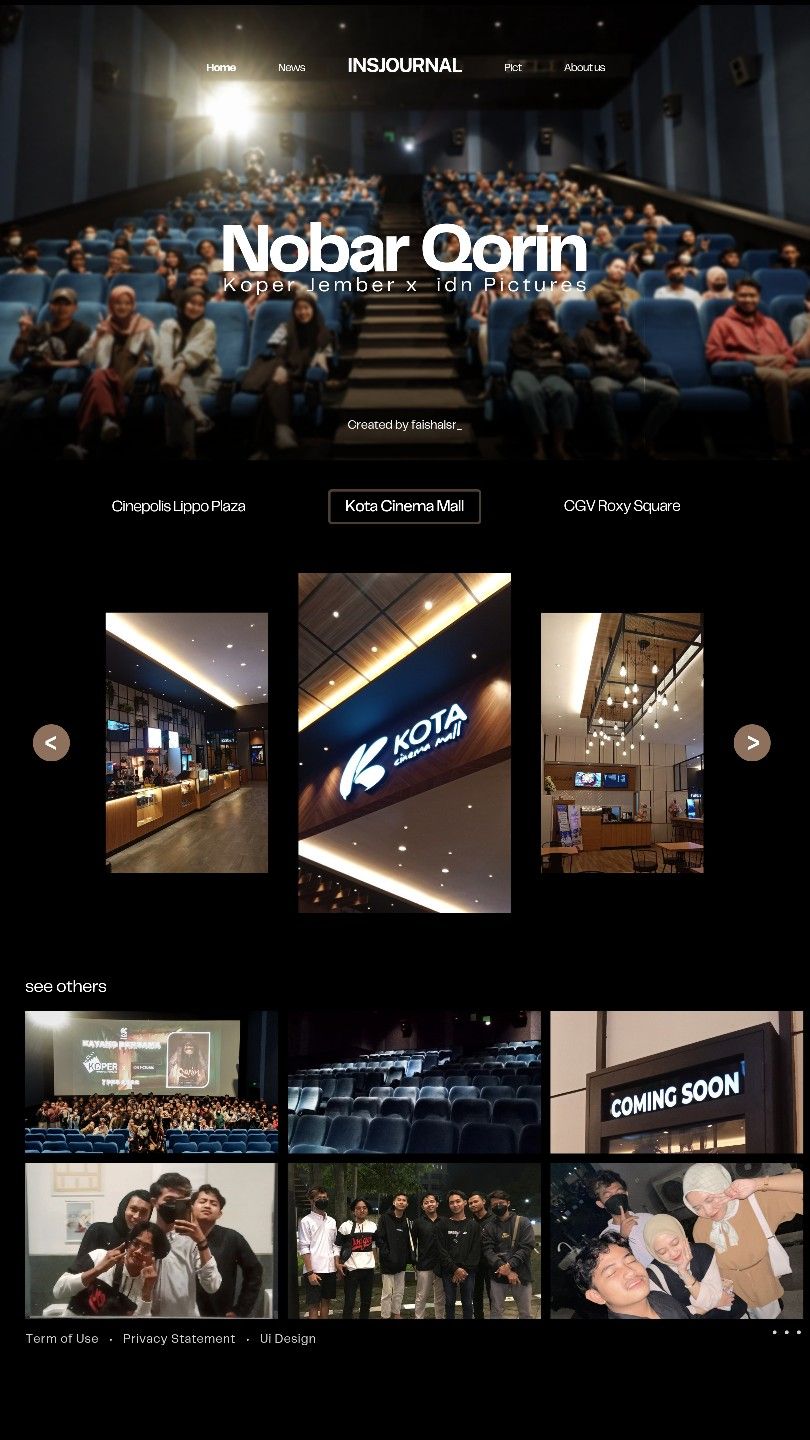 Home News INSJOURNAL Pict About us
Nobar Qorin
Koper Jember x idn Pictures
Created by faishalsr_
Cinepolis Lippo Plaza Kota Cinema Mall CGV Roxy Square
KOTA
cinema mall
< >
see others
KOPER
Qorin
COMING SOON
Term of Use • Privacy Statement • Ui Design